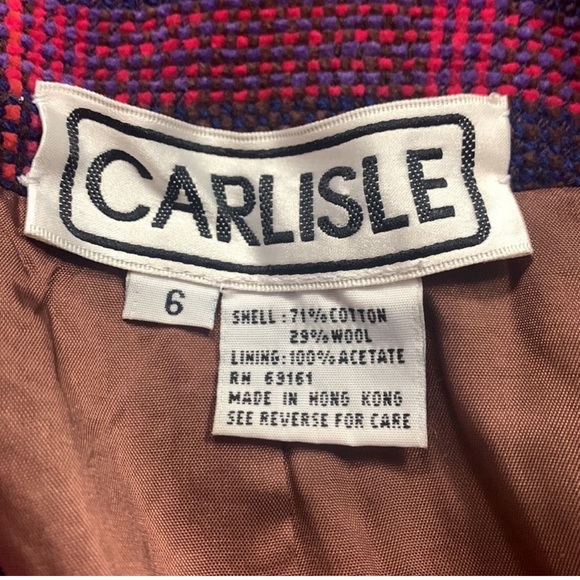 CARLISLE
6
SHELL: 71% COTTON
29% WOOL
LINING: 100% ACETATE
RN 63161
MADE IN HONG KONG
SEE REVERSE FOR CARE